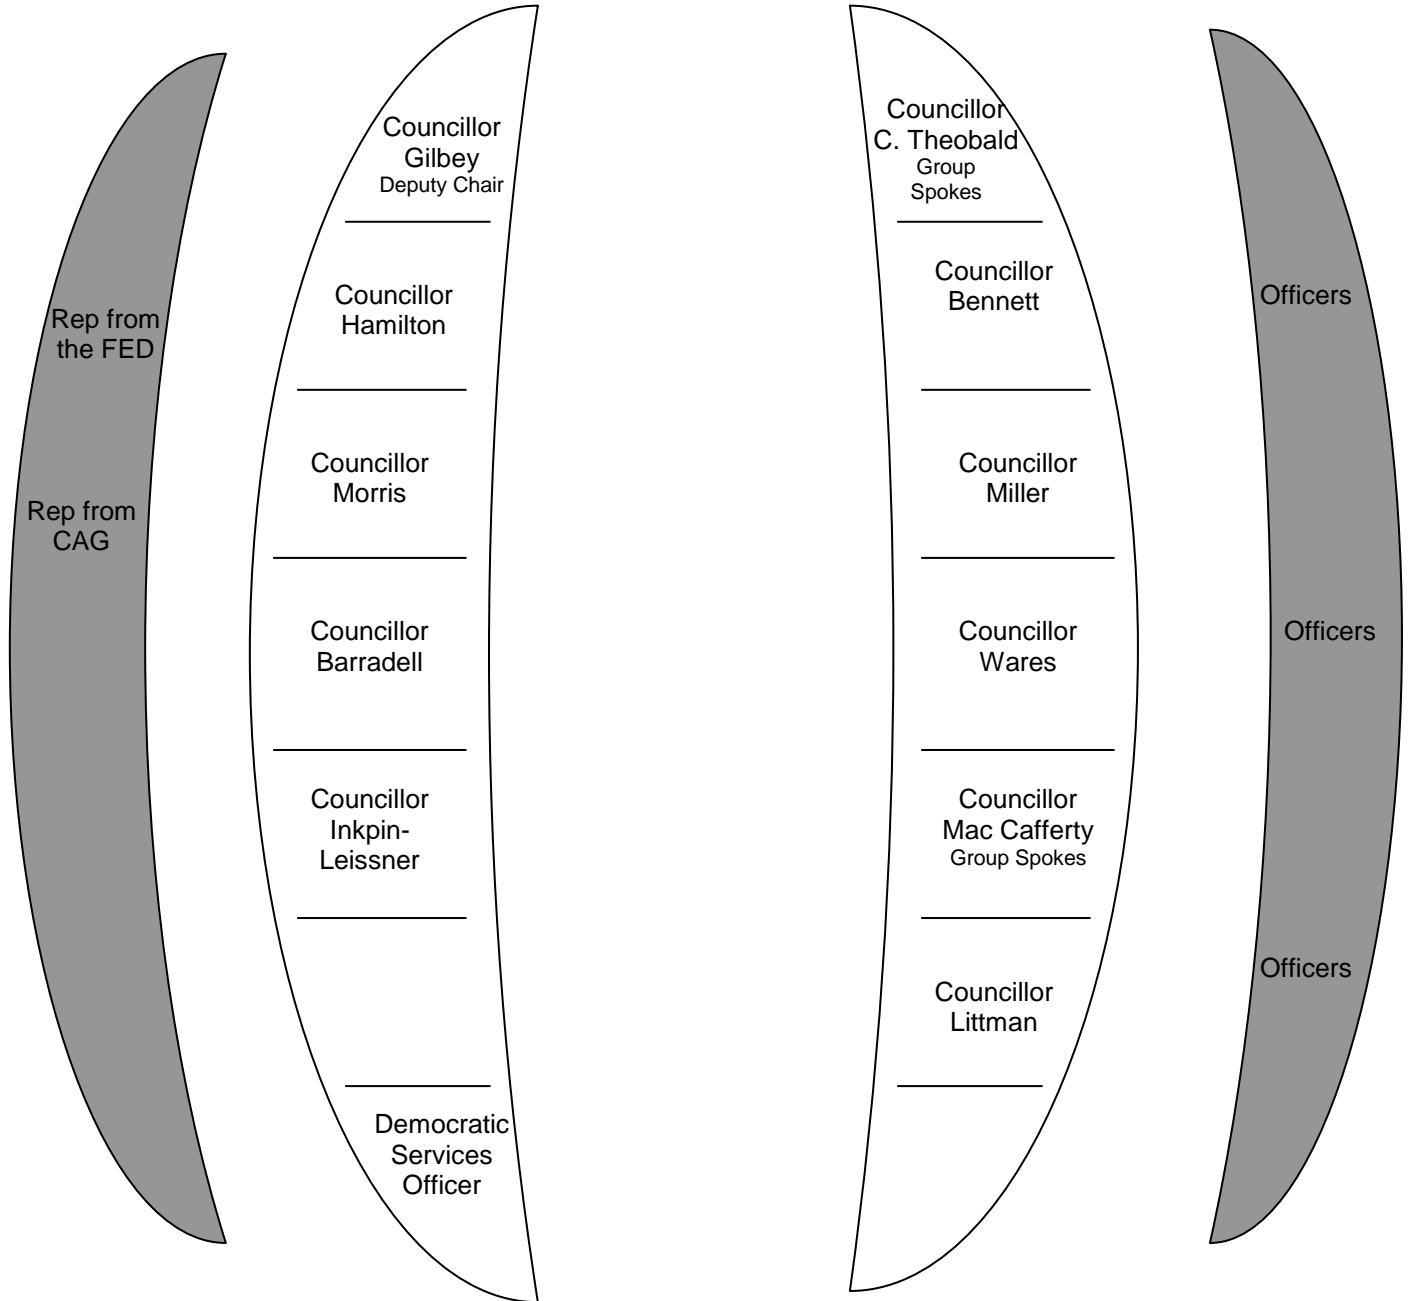 Rep from
the FED
Rep from
CAG
Councillor
Gilbey
Deputy Chair
Councillor
Hamilton
Councillor
Morris
Councillor
Barradell
Councillor
Inkpin-
Leissner
Democratic
Services
Officer
Councillor
C. Theobald
Group
Spokes
Councillor
Bennett
Councillor
Miller
Councillor
Wares
Councillor
Mac Cafferty
Group Spokes
Councillor
Littman
Officers
Officers
Officers